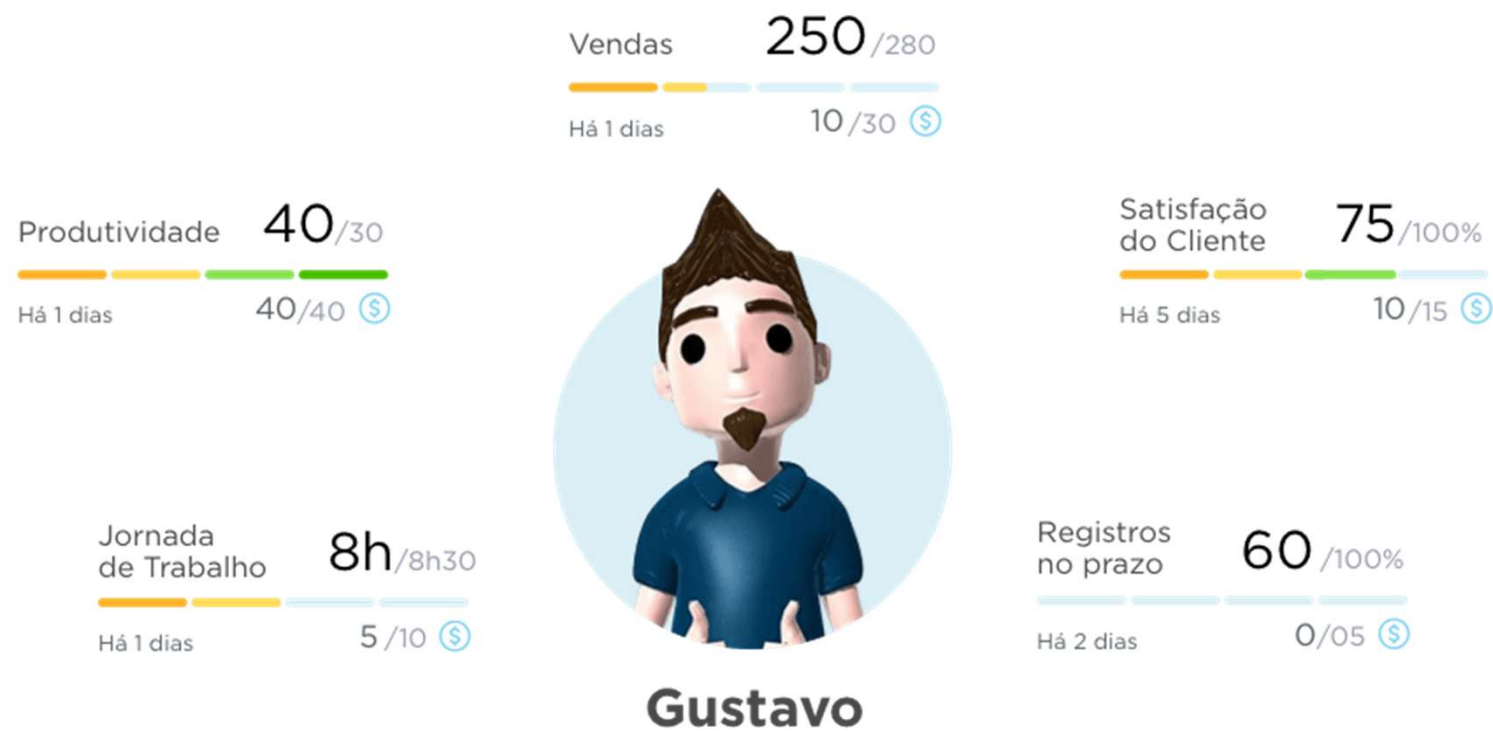 Vendas 250 /280
Há 1 dias 10 /30 $
Produtividade 40/30
Há 1 dias 40/40 $
Satisfação
do Cliente 75/100%
Há 5 dias 10/15 $
Jornada
de Trabalho 8h/8h30
Há 1 dias 5 /10 $
Registros
no prazo 60 /100%
Há 2 dias 0/05 $
Gustavo